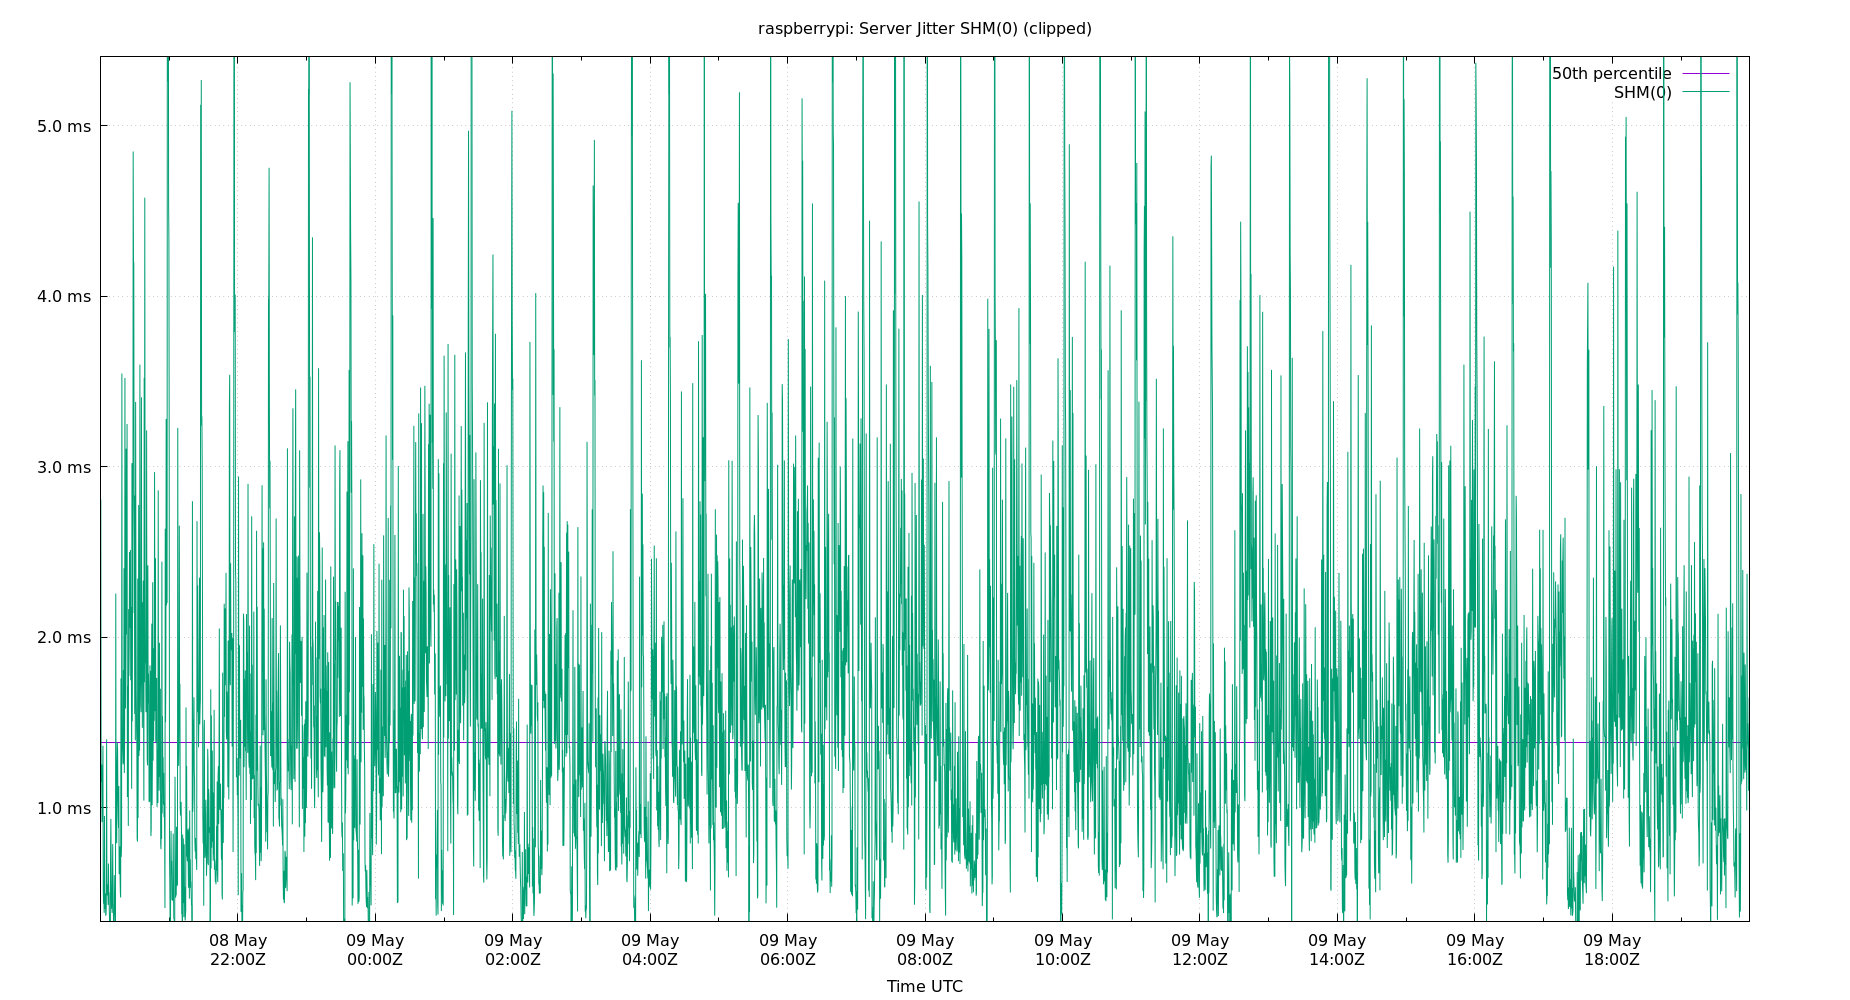 raspberrypi: Server Jitter SHM(0) (clipped)
50th percentile
SHM(0)
5.0 ms
4.0 ms
3.0 ms
2.0 ms
1.0 ms
08 May 09 May 09 May 09 May 09 May 09 May 09 May 09 May 09 May 09 May 09 May
22:00Z 00:00Z 02:00Z 04:00Z 06:00Z 08:00Z 10:00Z 12:00Z 14:00Z 16:00Z 18:00Z
Time UTC